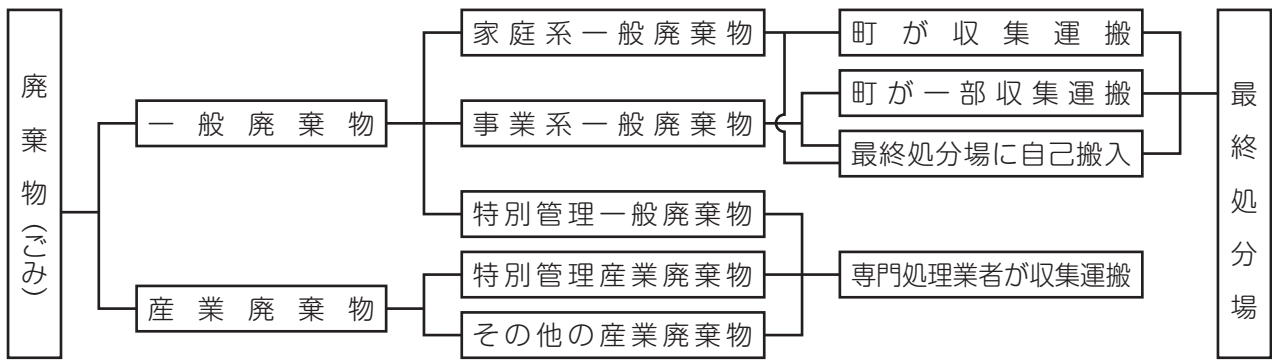 廃棄物(ごみ)
一般廃棄物
産業廃棄物
家庭系一般廃棄物
事業系一般廃棄物
特別管理一般廃棄物
特別管理産業廃棄物
その他の産業廃棄物
町が収集運搬
町が一部収集運搬
最終処分場に自己搬入
専門処理業者が収集運搬
最終処分場